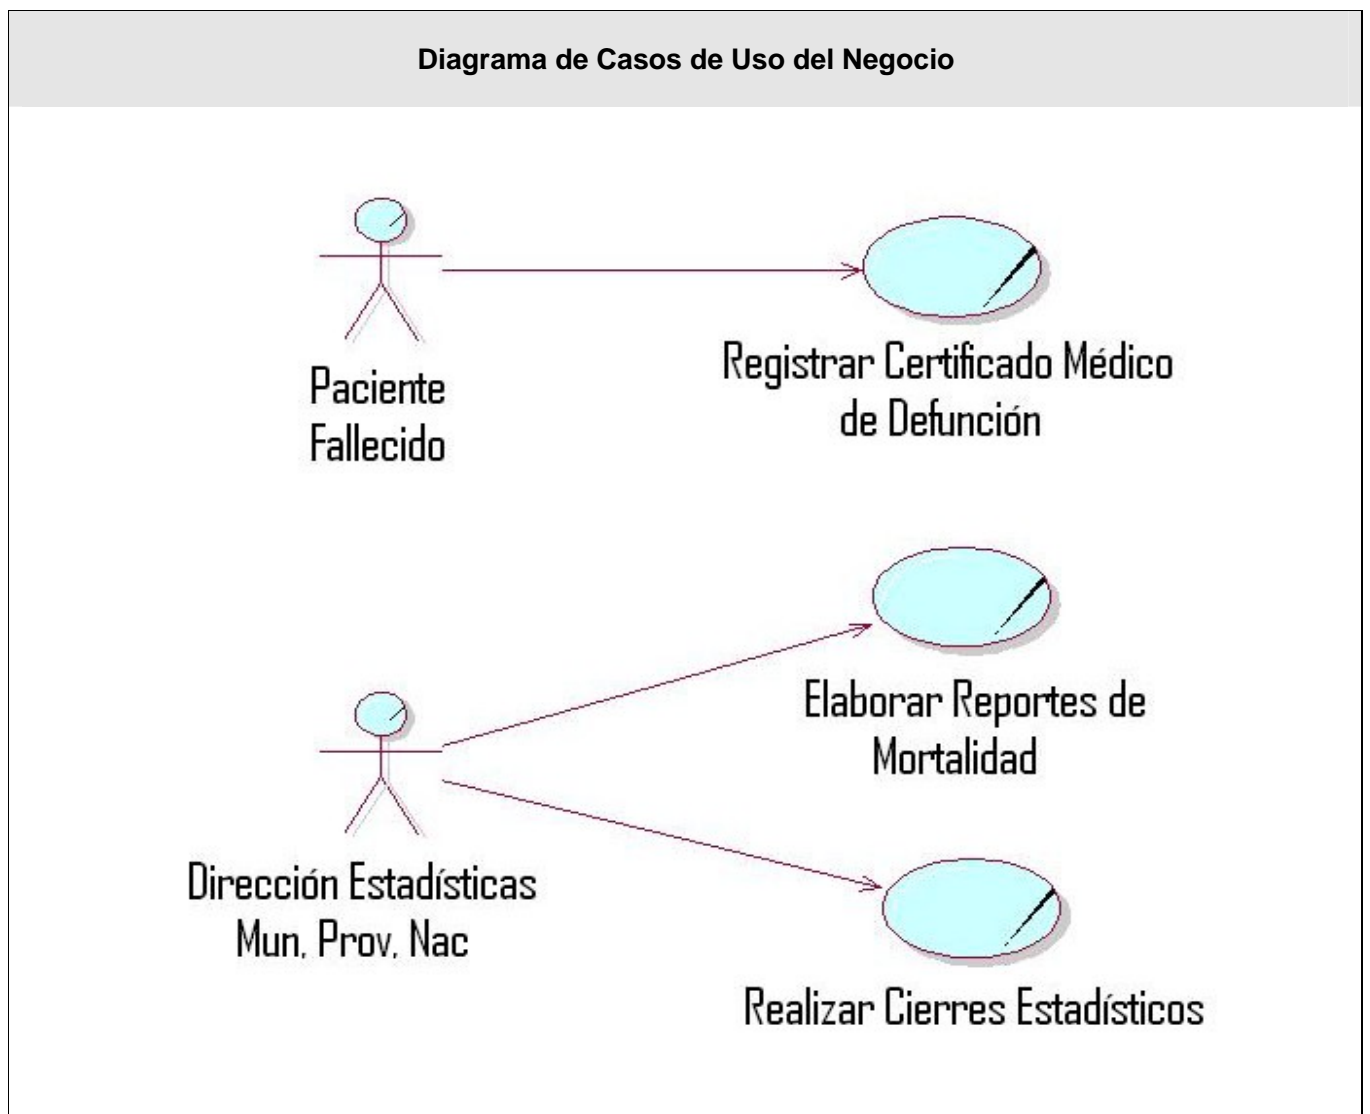 Diagrama de Casos de Uso del Negocio
Paciente
Fallecido
Registrar Certificado Médico
de Defunción
Elaborar Reportes de
Mortalidad
Dirección Estadísticas
Mun, Prov, Nac
Realizar Cierres Estadísticos